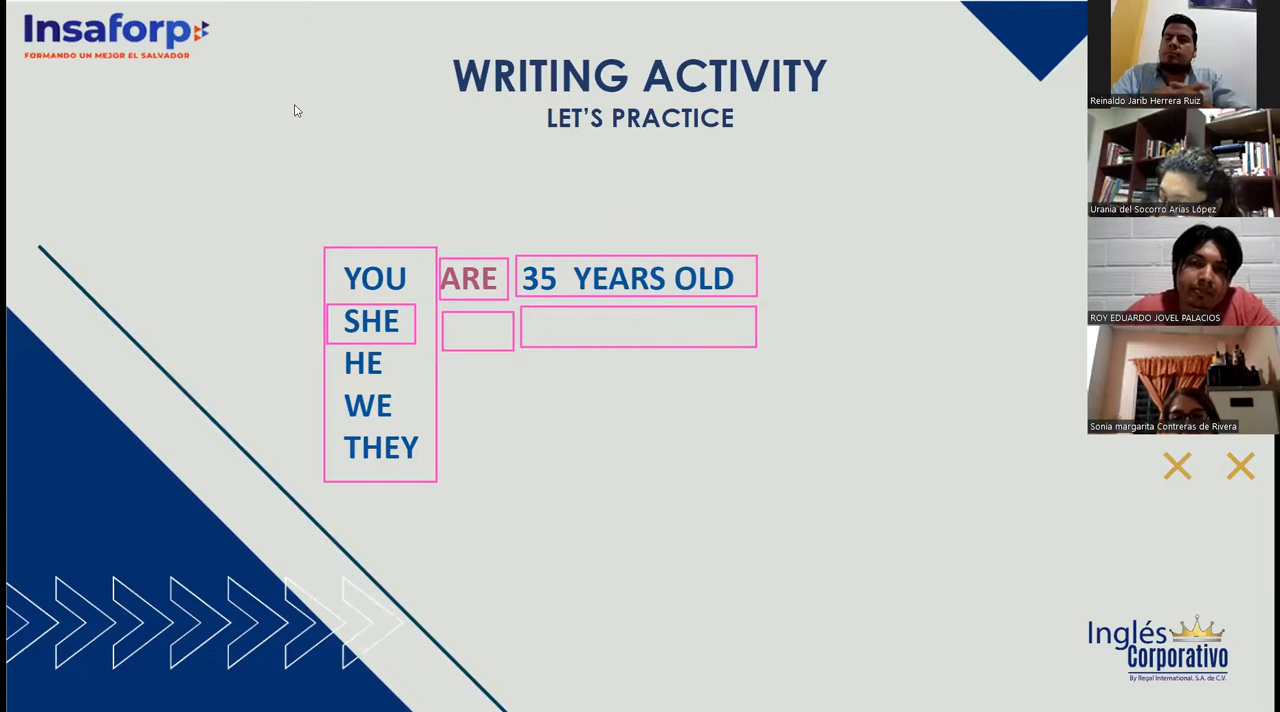 Insaforp
FORMANDO UN MEJOR EL SALVADOR
WRITING ACTIVITY
LET'S PRACTICE
YOU ARE 35 YEARS OLD
SHE
HE
WE
THEY
Reinaldo Jarib Herrera Ruiz
Urania del Socorro Arias López
ROY EDUARDO JOVEL PALACIOS
Sonia margarita Contreras de Rivera
Inglés
Corporativo
By Regal International, S.A. de C.V.